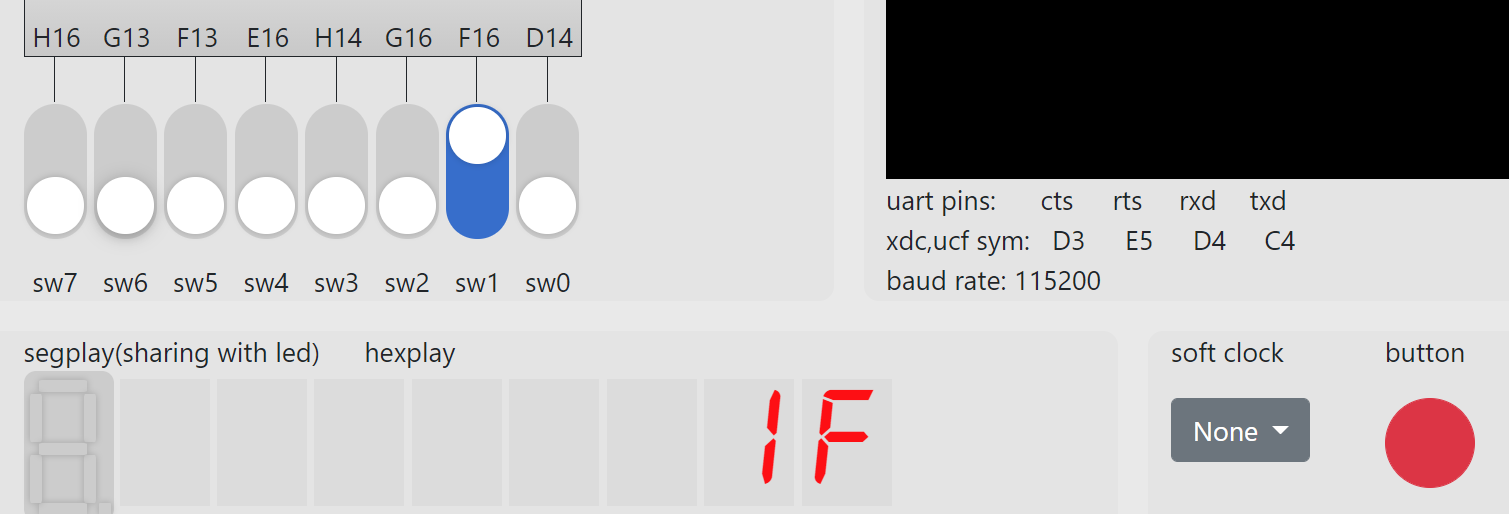 H16 G13 F13 E16 H14 G16 F16 D14
sw7 sw6 sw5 sw4 sw3 sw2 sw1 sw0
uart pins: cts rts rxd txd
xdc,ucf sym: D3 E5 D4 C4
baud rate: 115200
segplay(sharing with led) hexplay
1F
soft clock button
None